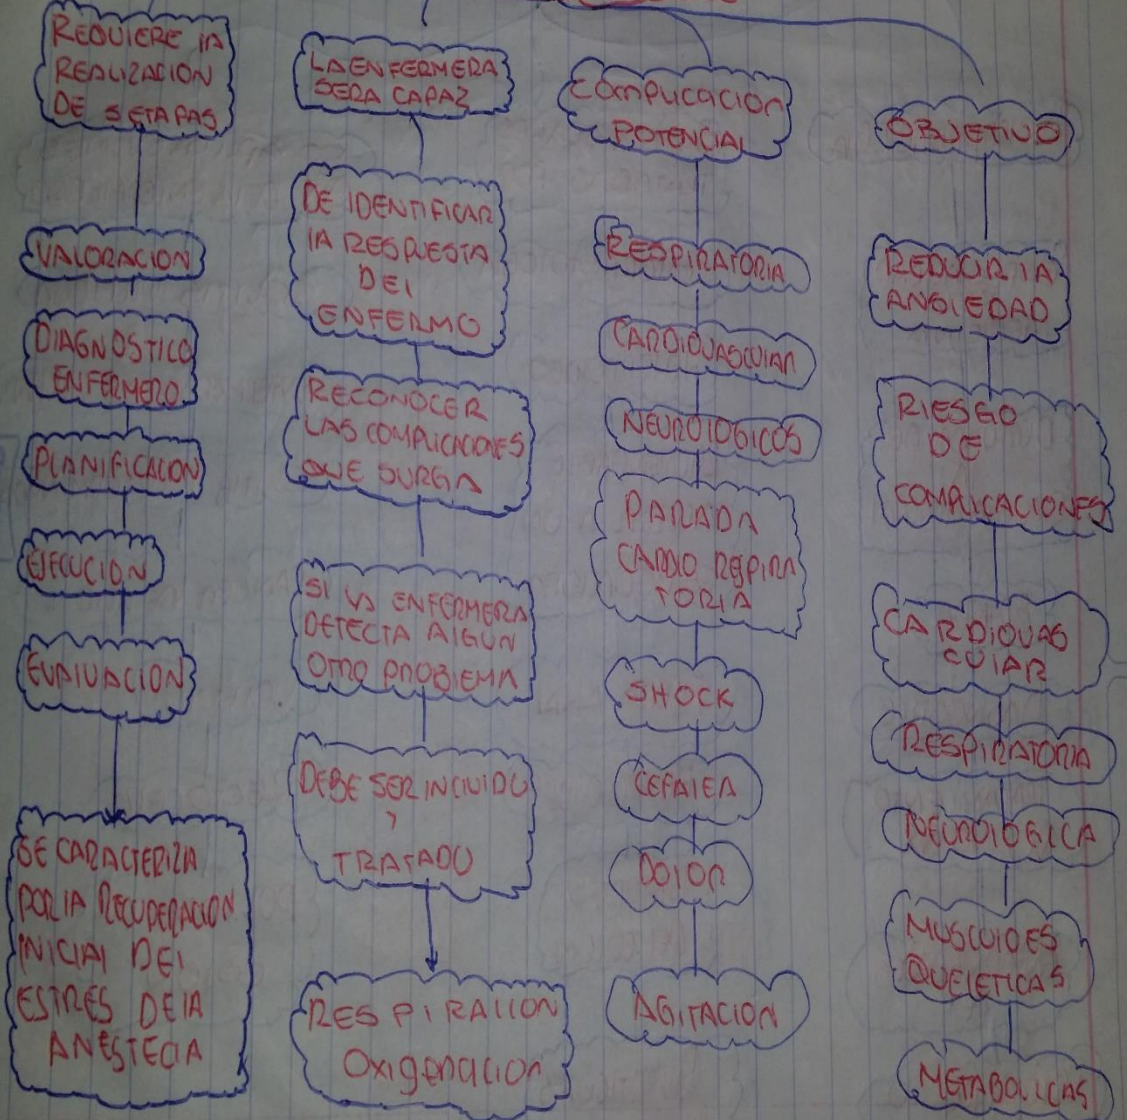 REQUIERE lA
REALIZACION
DE 5 ETAPAS
VALORACION
DIAGNOSTICO
ENFERMERO
PLANIFICACION
EJECUCION
EVAlUACION
SE CARACTERIZA
POR lA RECUPERACION
INICIAl DEl
ESTRES DE lA
ANESTECIA
LA ENFERMERA
SERA CAPAZ
DE IDENTIFICAR
lA RESPUESTA
DEl
ENFERMO
RECONOCER
LAS COMPLICACIONES
QUE SURGA
SI LA ENFERMERA
DETECTA AlGUN
OTRO PROBlEMA
DEBE SER INClUIDO
Y
TRATADO
RESPIRACION
OXIGENACION
COMPLICACION
POTENCIAl
RESPIRATORIA
CARDIOVASCUlAR
NEUROlOGICOS
PARADA
CARDIO RESPIRA
TORIA
SHOCK
CEFAlEA
DOlOR
AGITACION
OBJETIVO
REDUCIR lA
ANCIEDAD
RIESGO
DE
COMPLICACIONES
CARDIOVAS
CUlAR
RESPIRATORIA
NEUROlOGICA
MUSCUlOES
QUElETICAS
METABOLICAS